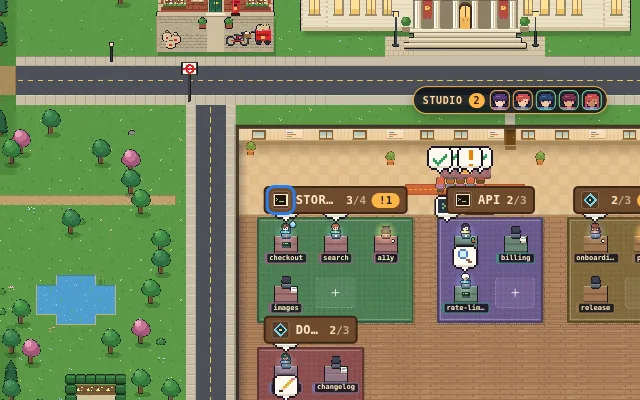 STUDIO 2
STOR… 3/4 !1
API 2/3
2/3
checkout
search
a11y
billing
onboardi…
images
+
rate-lim…
+
release
DO… 2/3
changelog